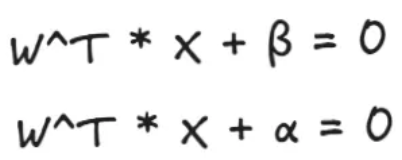 W^T * X + β = 0
W^T * X + α = 0